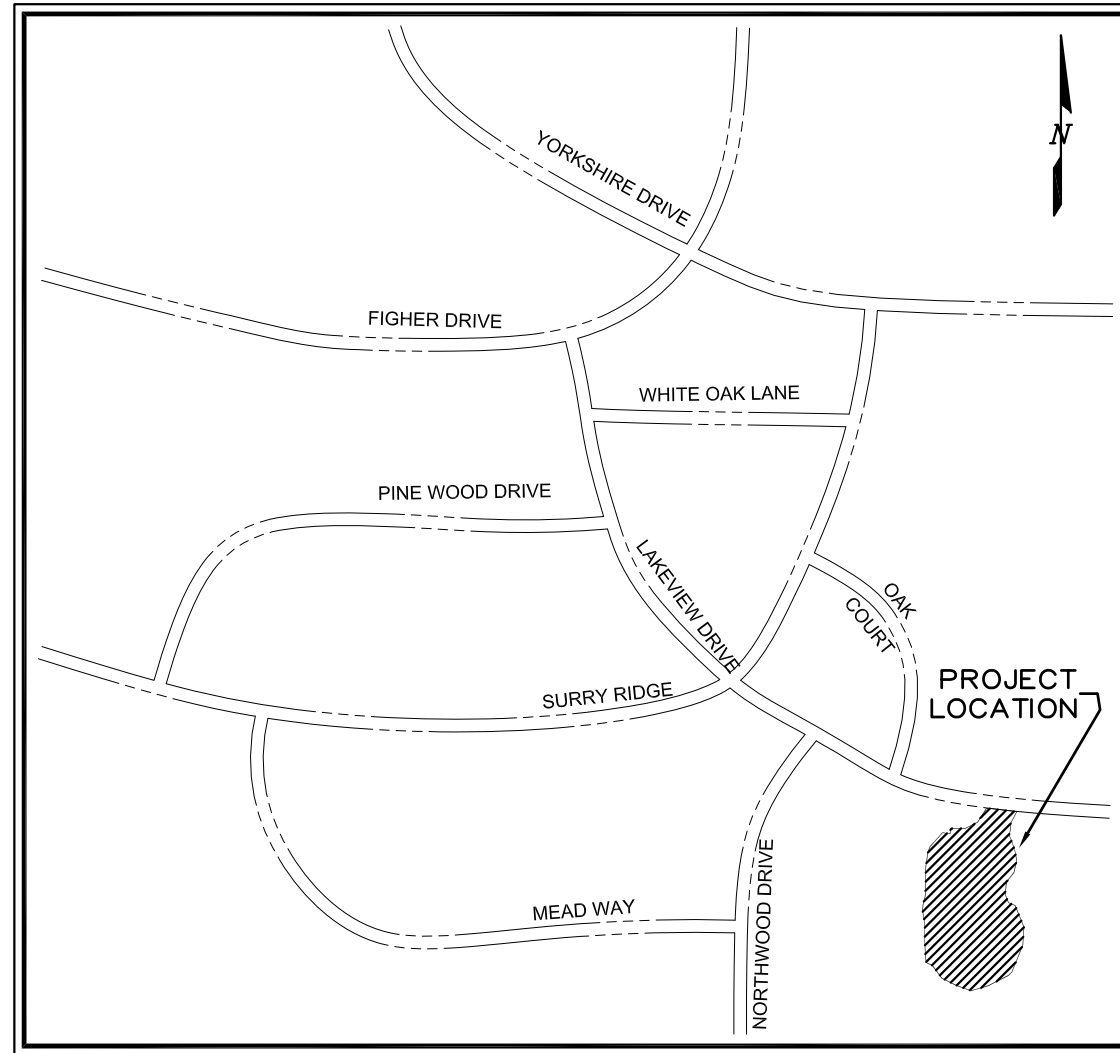 N
YORKSHIRE DRIVE
FIGHER DRIVE
WHITE OAK LANE
PINE WOOD DRIVE
LAKEVIEW DRIVE
OAK
COURT
PROJECT
LOCATION
SURRY RIDGE
MEAD WAY
NORTHWOOD DRIVE